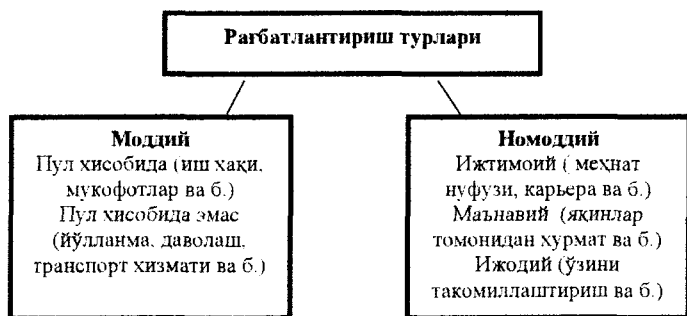 Рағбатлантириш турлари
Моддий
Пул хисобида (иш хақи,
мукофотлар ва б.)
Пул хисобида эмас
(йўлланма, даволаш,
транспорт хизмати ва б.)
Номоддий
Ижтимоий ( меҳнат
нуфузи, карьера ва б.)
Маънавий (яқинлар
томонидан хурмат ва б.)
Ижодий (ўзини
такомиллаштириш ва б.)